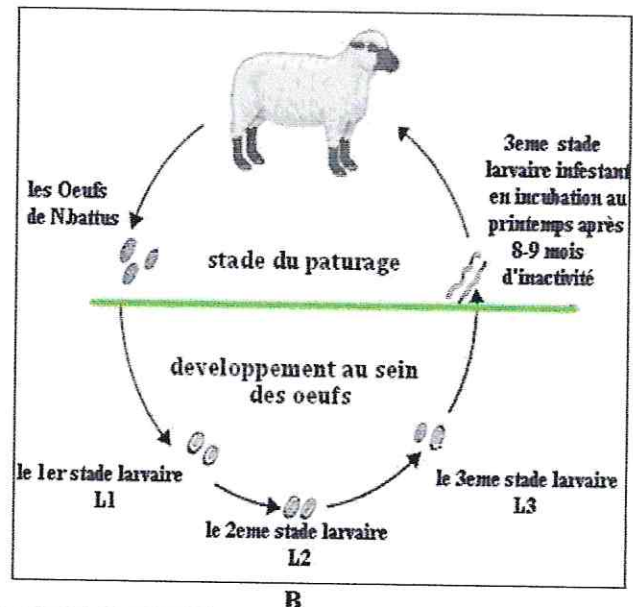 les Oeufs
de N.battus
3eme stade
larvaire infestant
en incubation au
printemps après
8-9 mois
d'inactivité
stade du paturage
developpement au sein
des oeufs
le 1er stade larvaire
L1
le 2eme stade larvaire
L2
le 3eme stade larvaire
L3
B